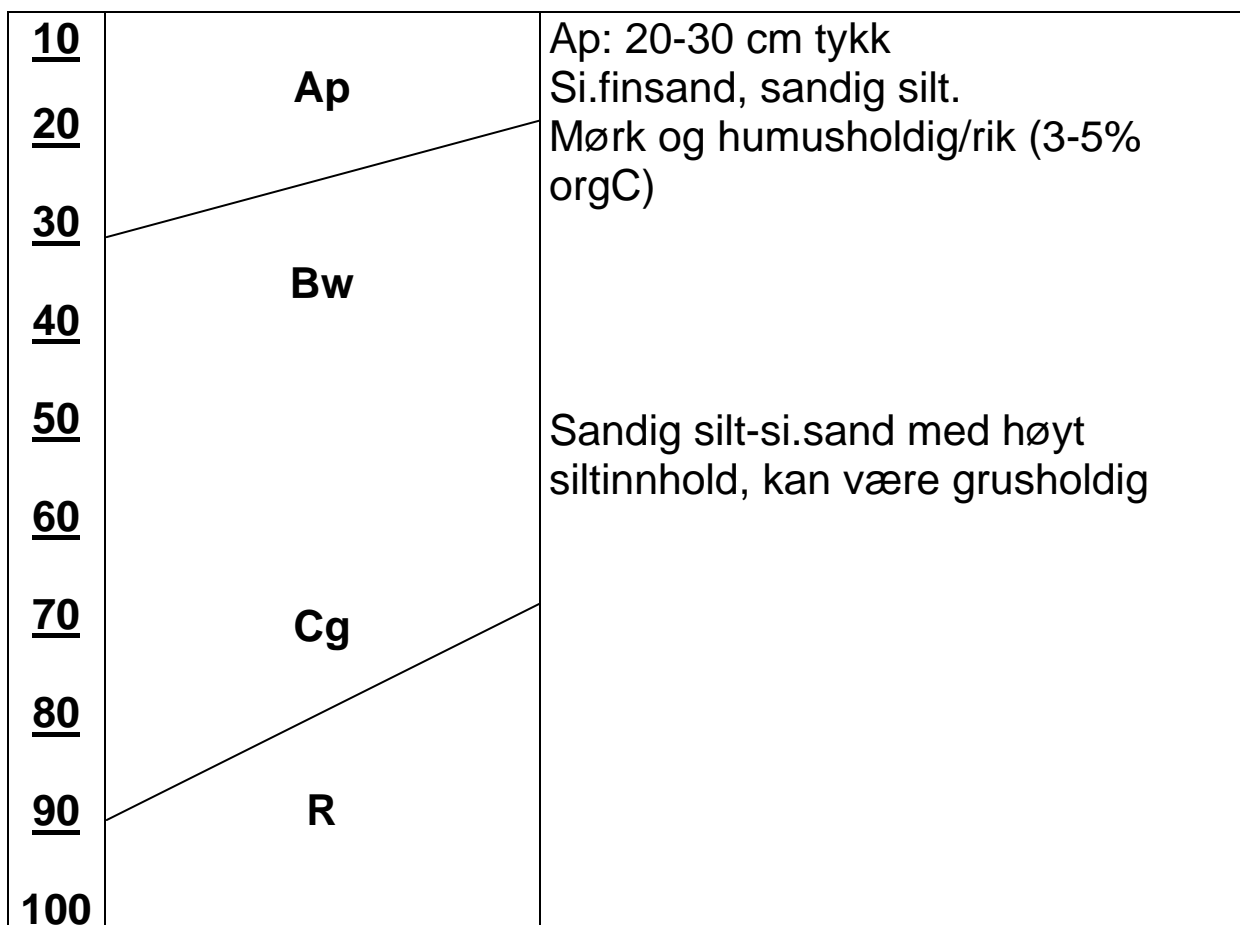 10
Ap
20
30
Bw
40
50
60
70
Cg
80
90
R
100
Ap: 20-30 cm tykk
Si.finsand, sandig silt.
Mørk og humusholdig/rik (3-5%
orgC)
Sandig silt-si.sand med høyt
siltinnhold, kan være grusholdig